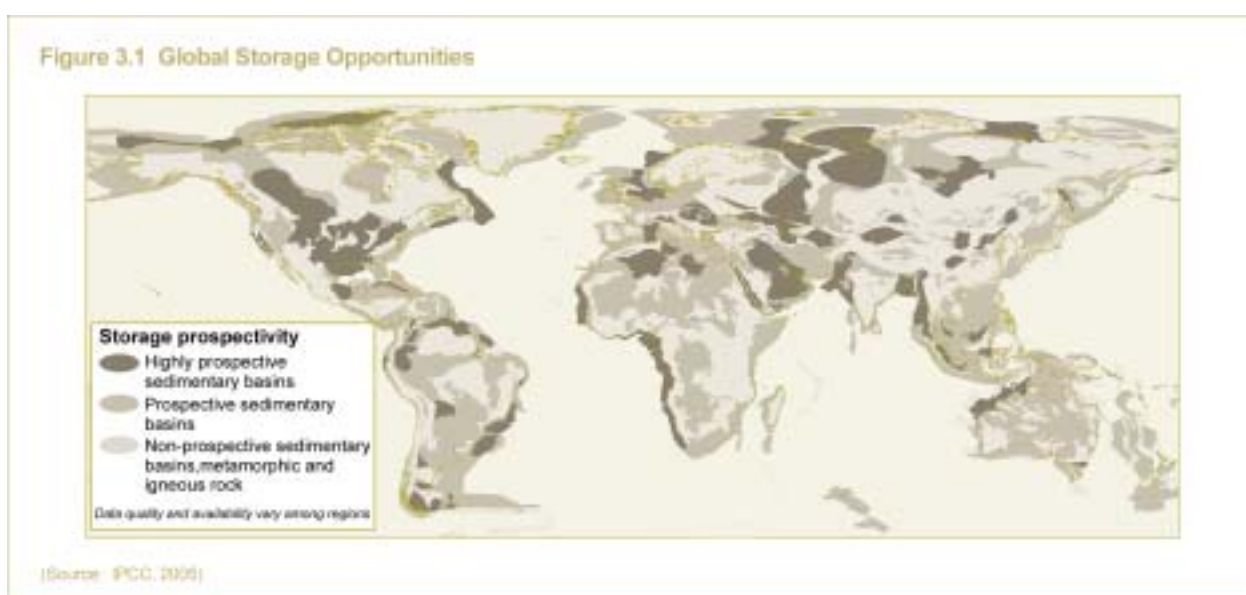 Figure 3.1 Global Storage Opportunities
Storage prospectivity
Highly prospective
sedimentary basins
Prospective sedimentary
basins
Non-prospective sedimentary
basins,metamorphic and
igneous rock
Data quality and availability vary among regions
(Source: IPCC, 2005)